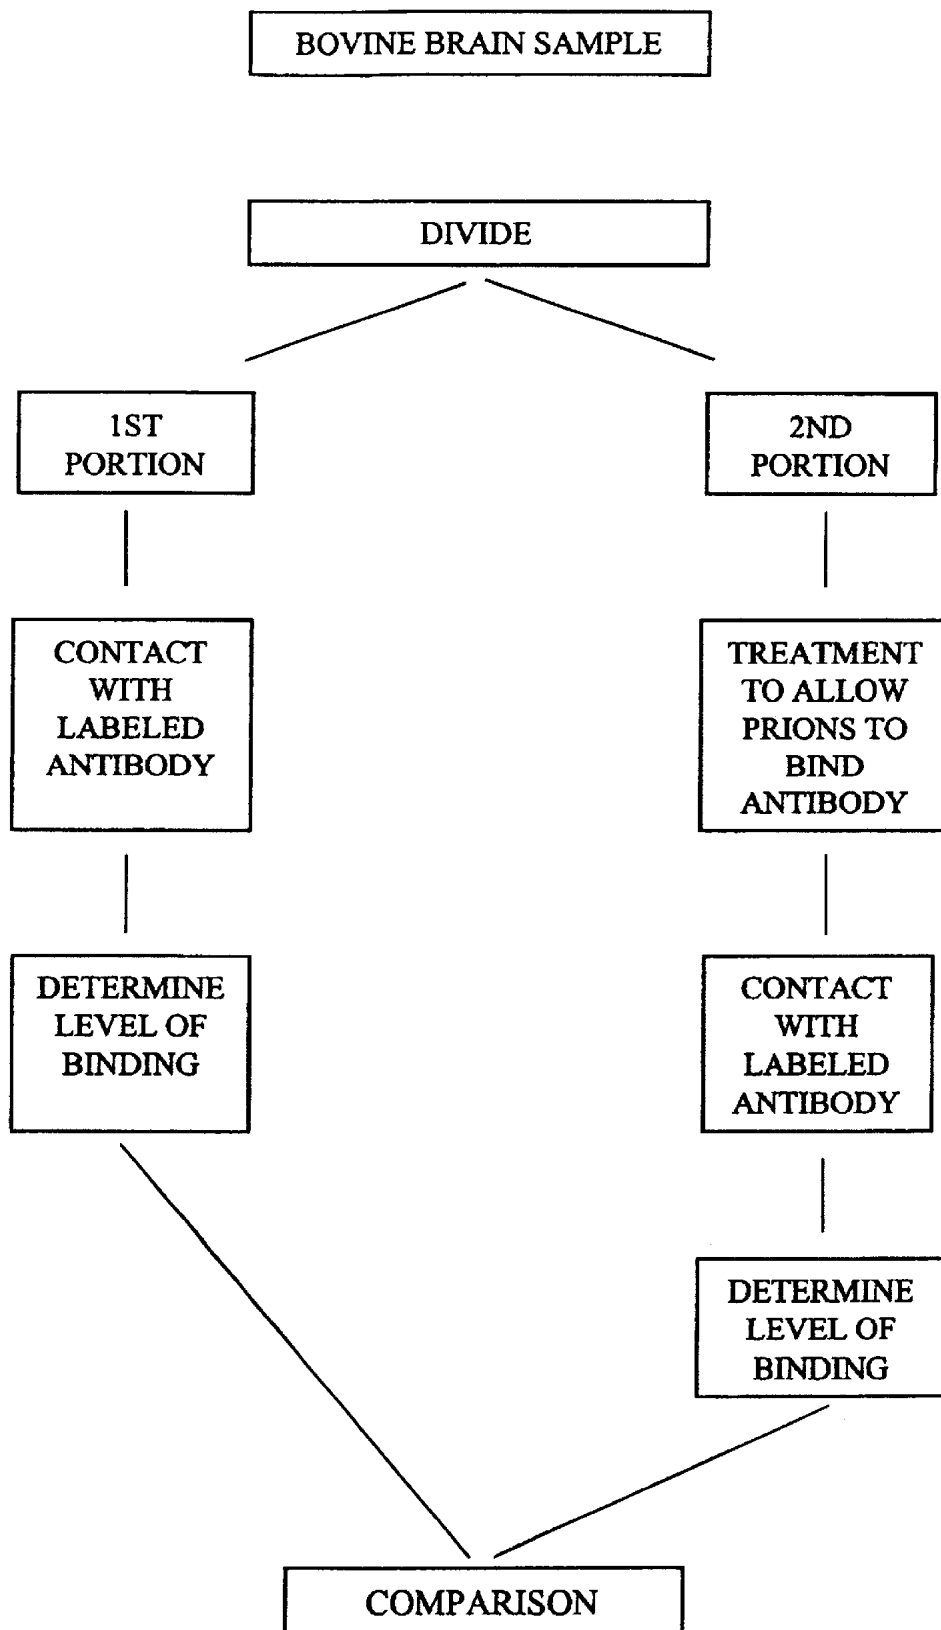 BOVINE BRAIN SAMPLE
DIVIDE
1ST
PORTION
2ND
PORTION
CONTACT
WITH
LABELED
ANTIBODY
TREATMENT
TO ALLOW
PRIONS TO
BIND
ANTIBODY
DETERMINE
LEVEL OF
BINDING
CONTACT
WITH
LABELED
ANTIBODY
DETERMINE
LEVEL OF
BINDING
COMPARISON